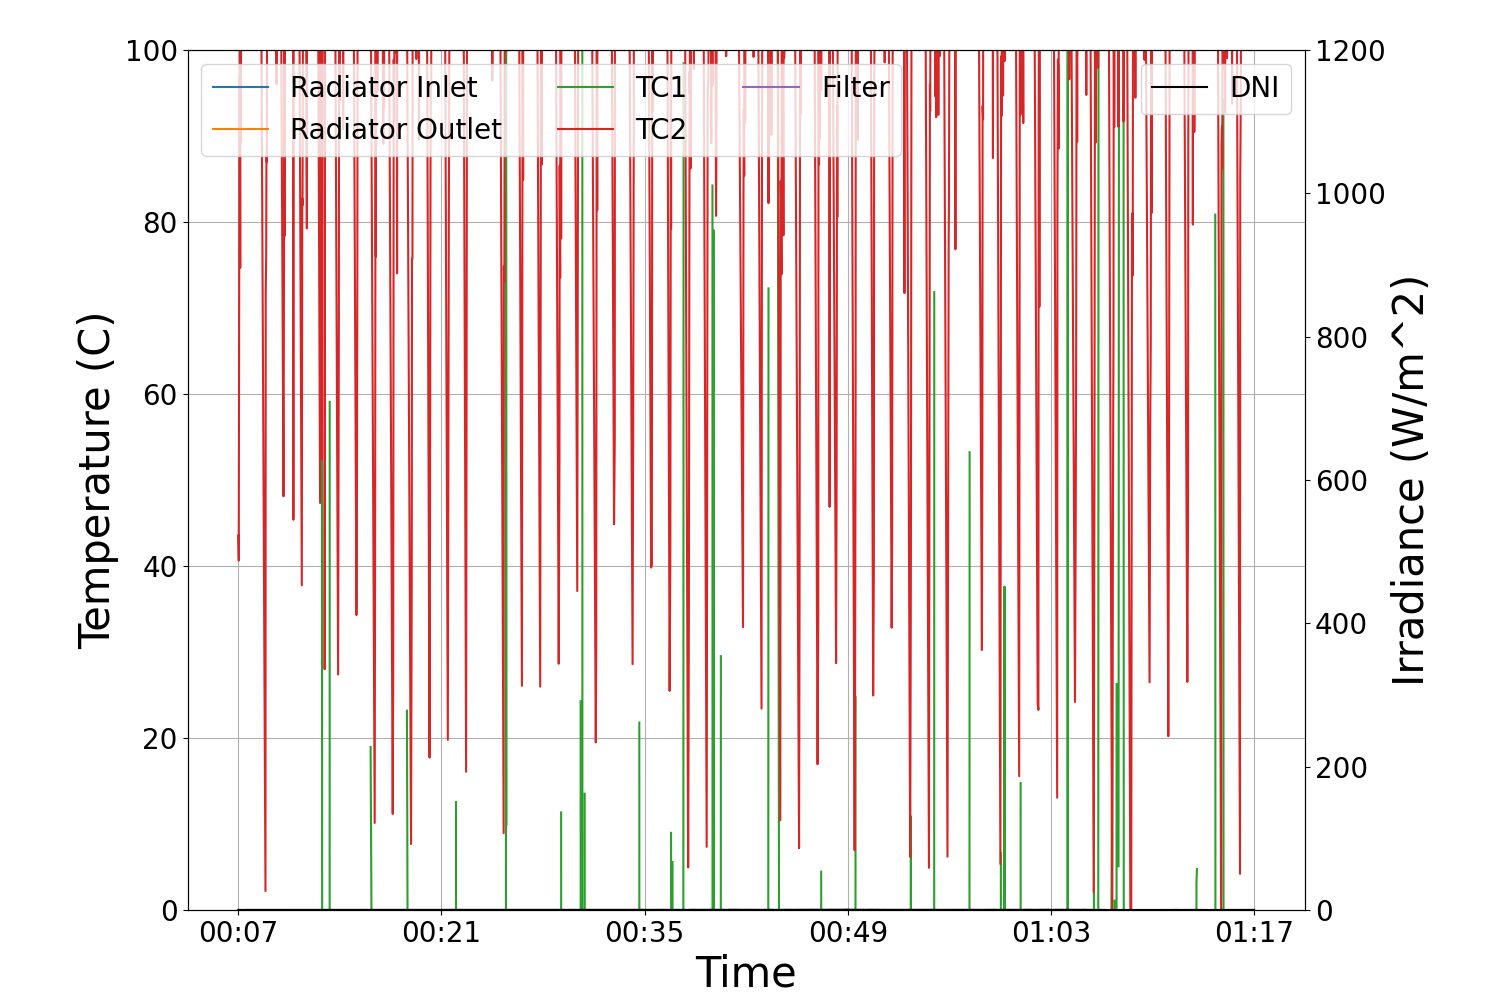 Radiator Inlet
Radiator Outlet
TC1
TC2
Filter
DNI
100
80
60
40
20
0
Temperature (C)
1200
1000
800
600
400
200
0
Irradiance (W/m^2)
00:07 00:21 00:35 00:49 01:03 01:17
Time